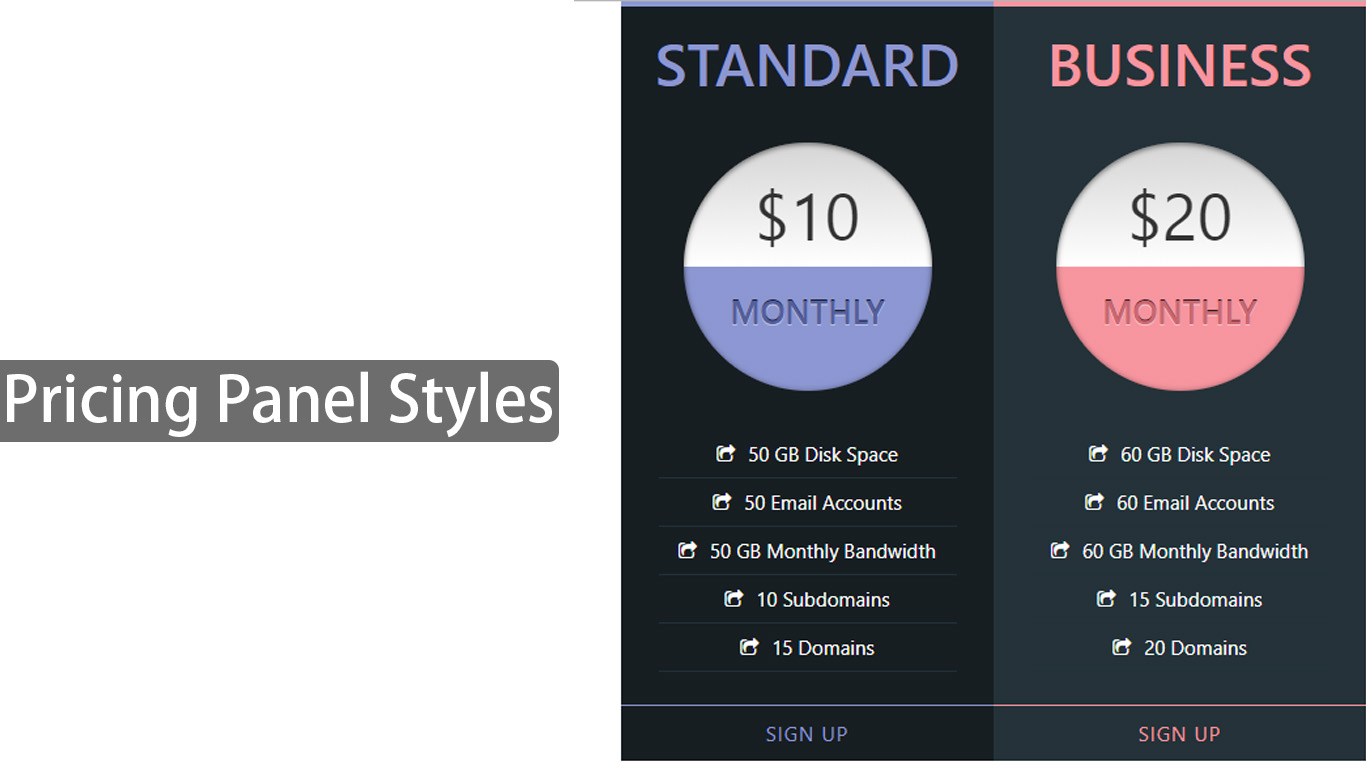 Pricing Panel Styles
STANDARD
$10
MONTHLY
50 GB Disk Space
50 Email Accounts
50 GB Monthly Bandwidth
10 Subdomains
15 Domains
SIGN UP
BUSINESS
$20
MONTHLY
60 GB Disk Space
60 Email Accounts
60 GB Monthly Bandwidth
15 Subdomains
20 Domains
SIGN UP